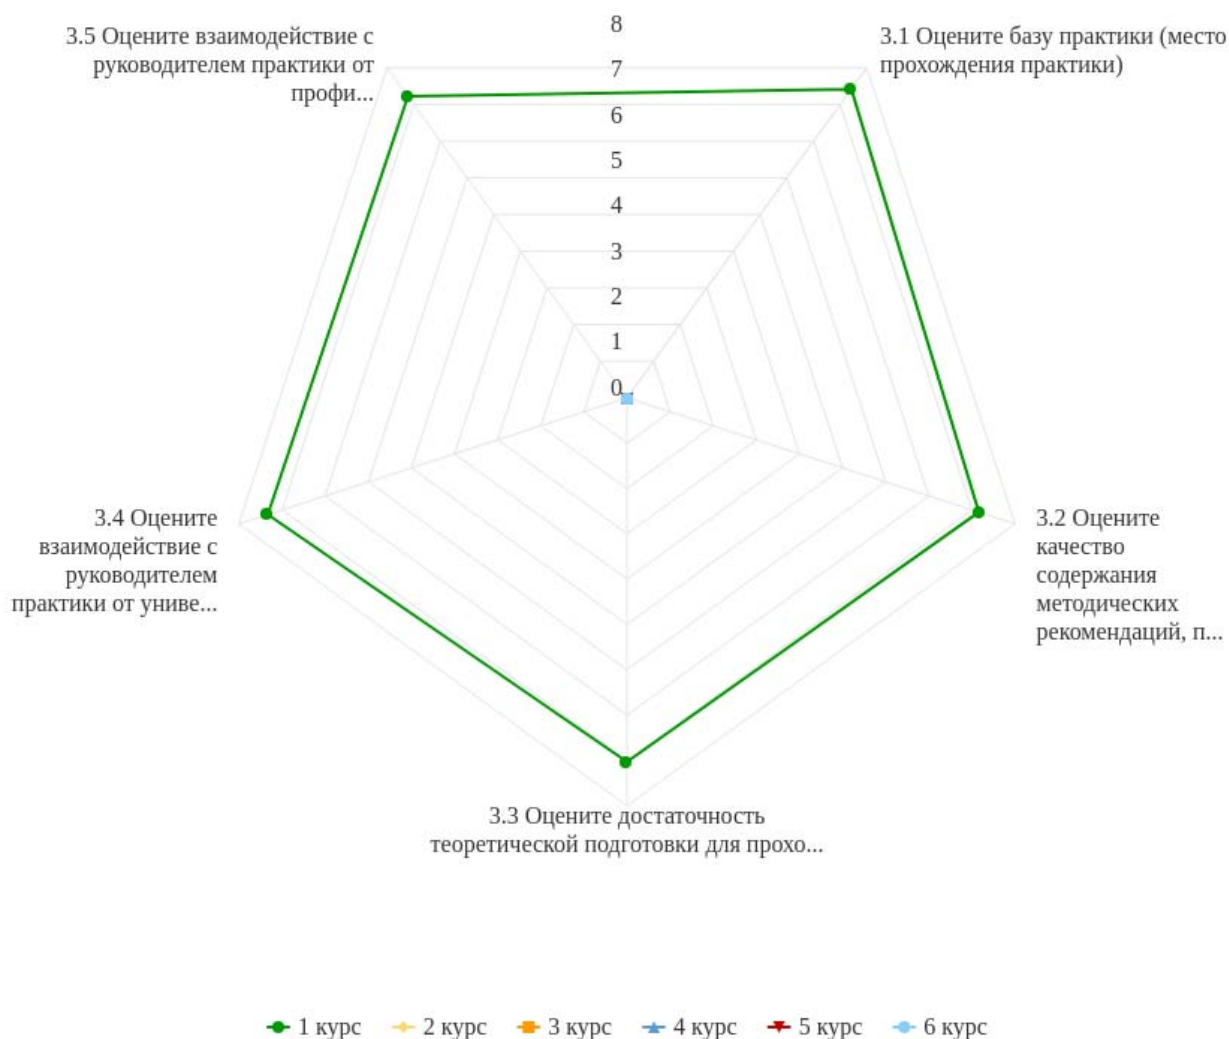 3.5 Оцените взаимодействие с
руководителем практики от
профи...
8
7
6
5
4
3
2
1
0
3.1 Оцените базу практики (место
прохождения практики)
3.4 Оцените
взаимодействие с
руководителем
практики от униве...
3.2 Оцените
качество
содержания
методических
рекомендаций, п...
3.3 Оцените достаточность
теоретической подготовки для прохо...
1 курс 2 курс 3 курс 4 курс 5 курс 6 курс